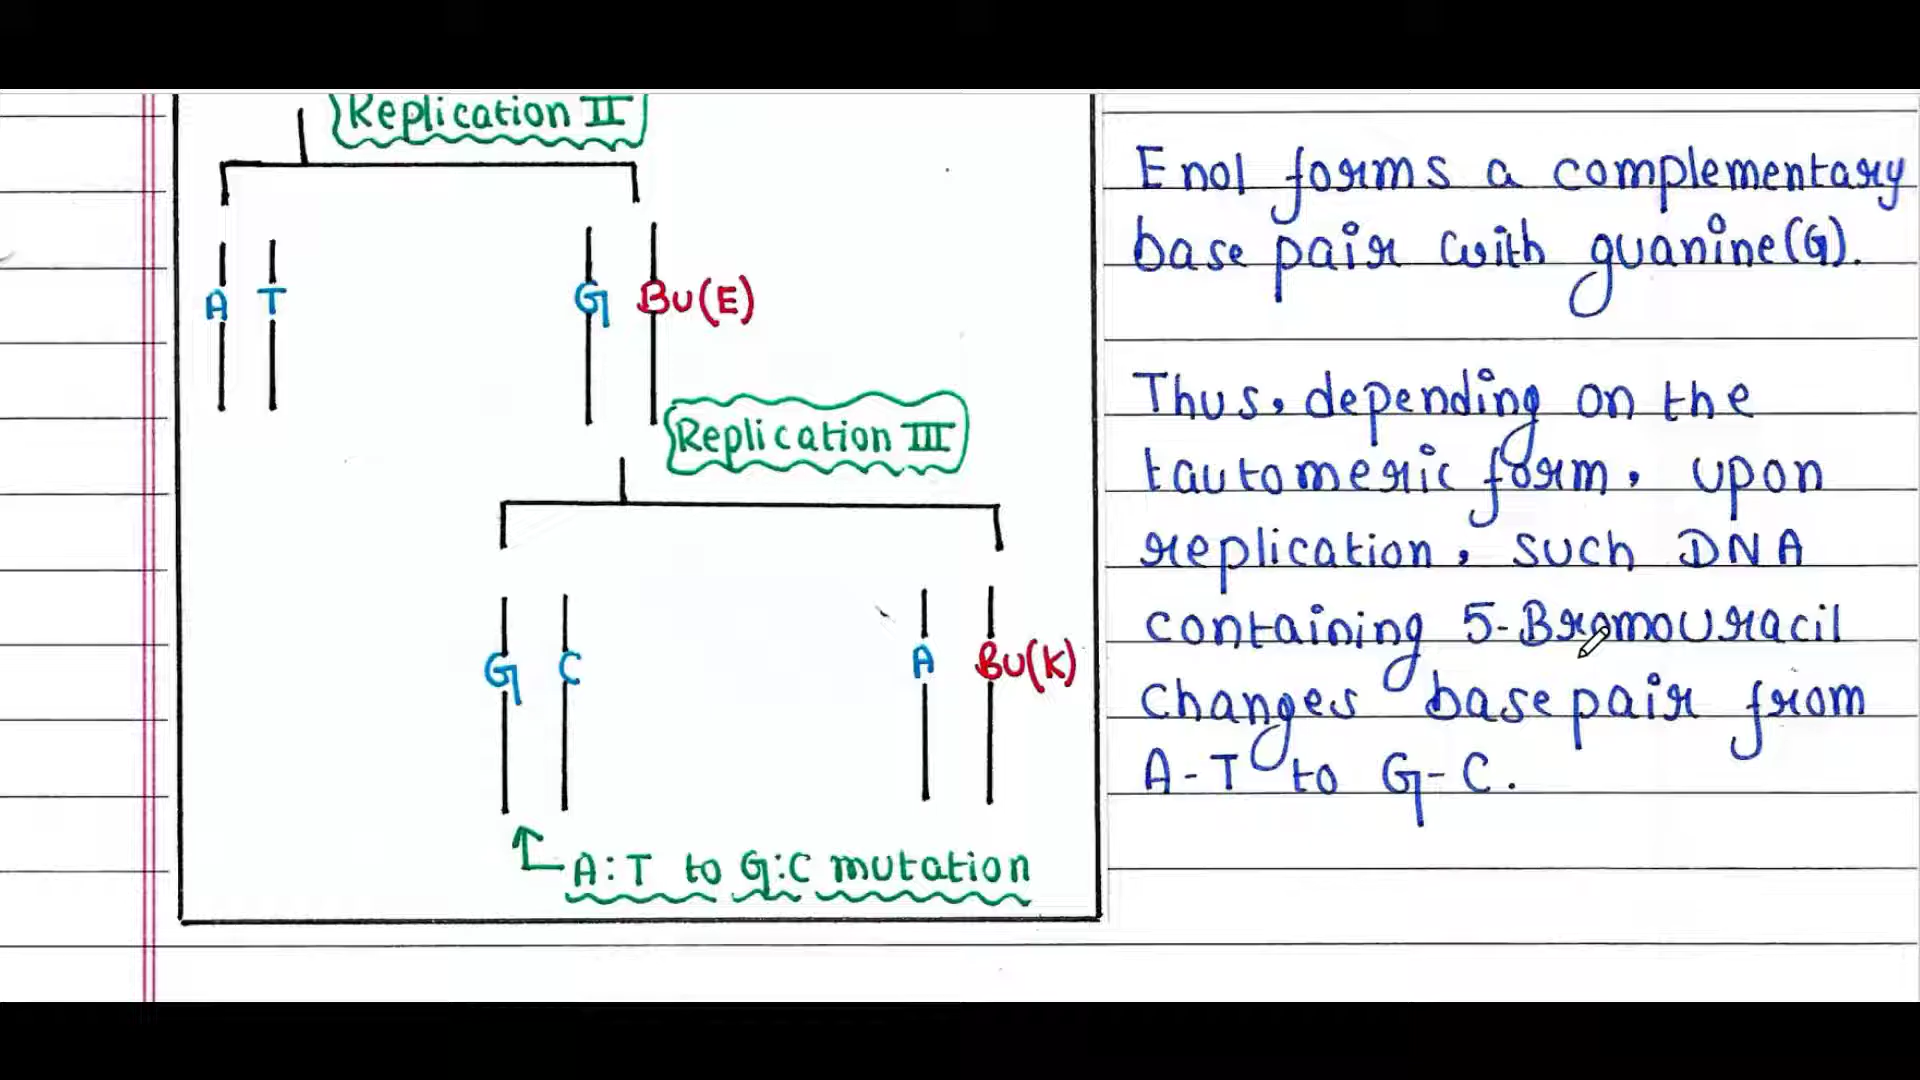 Replication II
A T G Bu(E)
Replication III
G C A Bu(K)
A:T to G:C mutation
Enol forms a complementary
base pair with guanine(G).
Thus, depending on the
tautomeric form, upon
replication, such DNA
containing 5-Bromouracil
changes base pair from
A-T to G-C.